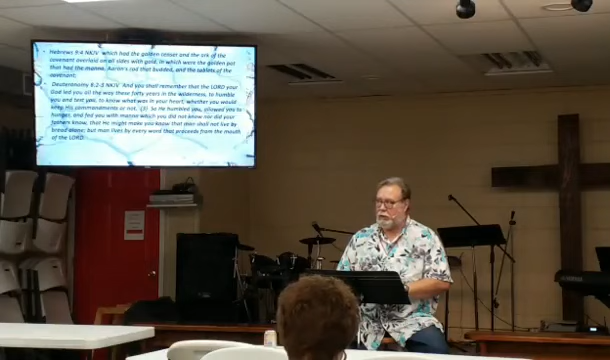 • Hebrews 9:4 NKJV which had the golden censer and the ark of the
covenant overlaid on all sides with gold, in which were the golden pot
that had the manna, Aaron's rod that budded, and the tablets of the
covenant;
• Deuteronomy 8:2-3 NKJV And you shall remember that the LORD your
God led you all the way these forty years in the wilderness, to humble
you and test you, to know what was in your heart, whether you would
keep His commandments or not. (3) So He humbled you, allowed you to
hunger, and fed you with manna which you did not know nor did your
fathers know, that He might make you know that man shall not live by
bread alone; but man lives by every word that proceeds from the mouth
of the LORD.